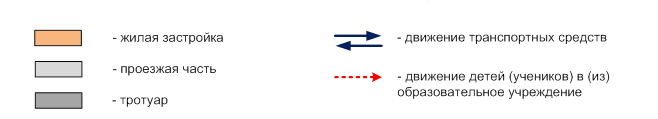 - жилая застройка
- проезжая часть
- тротуар
- движение транспортных средств
- движение детей (учеников) в (из)
образовательное учреждение